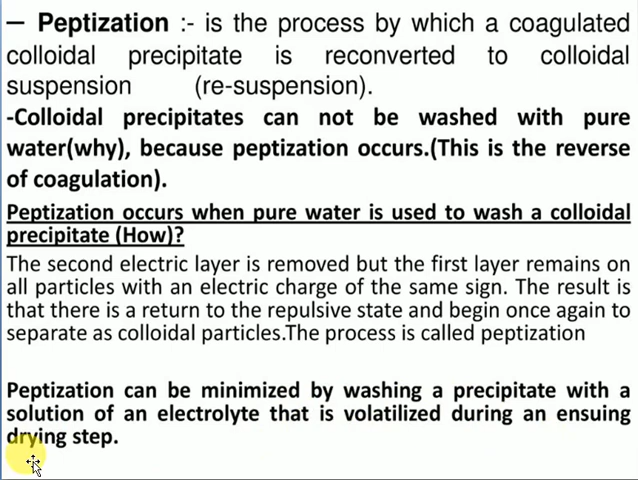 – Peptization :- is the process by which a coagulated
colloidal precipitate is reconverted to colloidal
suspension (re-suspension).
-Colloidal precipitates can not be washed with pure
water(why), because peptization occurs.(This is the reverse
of coagulation).
Peptization occurs when pure water is used to wash a colloidal
precipitate (How)?
The second electric layer is removed but the first layer remains on
all particles with an electric charge of the same sign. The result is
that there is a return to the repulsive state and begin once again to
separate as colloidal particles.The process is called peptization
Peptization can be minimized by washing a precipitate with a
solution of an electrolyte that is volatilized during an ensuing
drying step.